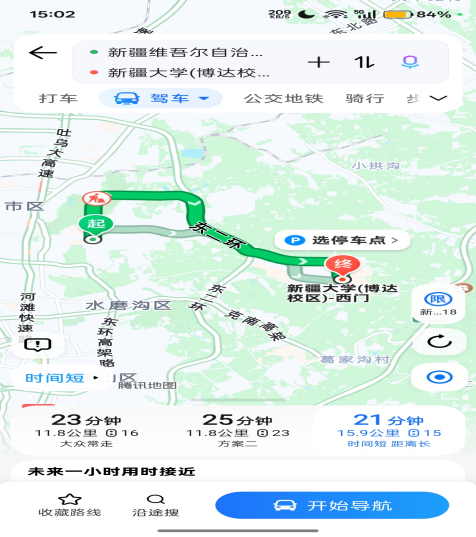 15:02
209 KB/S 5G 84%
新疆维吾尔自治...
新疆大学(博达校...
打车 驾车 公交地铁 骑行
东北路
吐乌大高速
小拱沟
市区
起
东二环
选停车点 >
终
新疆大学(博达校区)-西门
限
新...18
河滩快速
水磨沟区
东二环
克南高架
东环高架路
葛家沟村
时间短
腾讯地图
23分钟 25分钟 21分钟
11.8公里 16 11.8公里 23 15.9公里 15
大众常走 方案二 时间短 距离长
未来一小时用时接近
收藏路线 沿途搜 开始导航